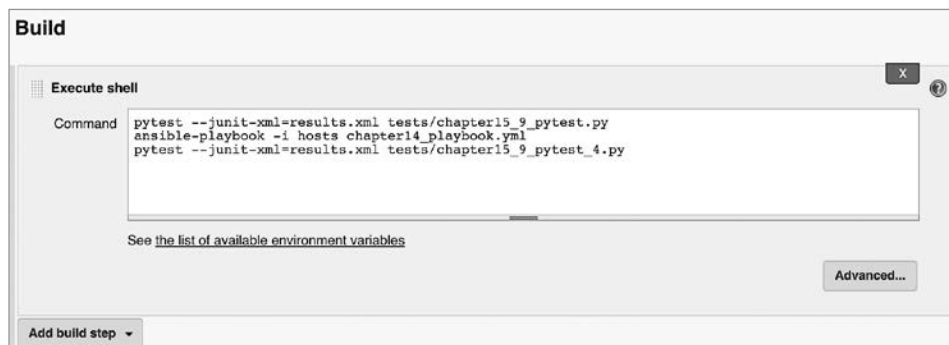 Build
X
Execute shell
Command
pytest --junit-xml=results.xml tests/chapter15_9_pytest.py
ansible-playbook -i hosts chapter14_playbook.yml
pytest --junit-xml=results.xml tests/chapter15_9_pytest_4.py
See the list of available environment variables
Advanced...
Add build step